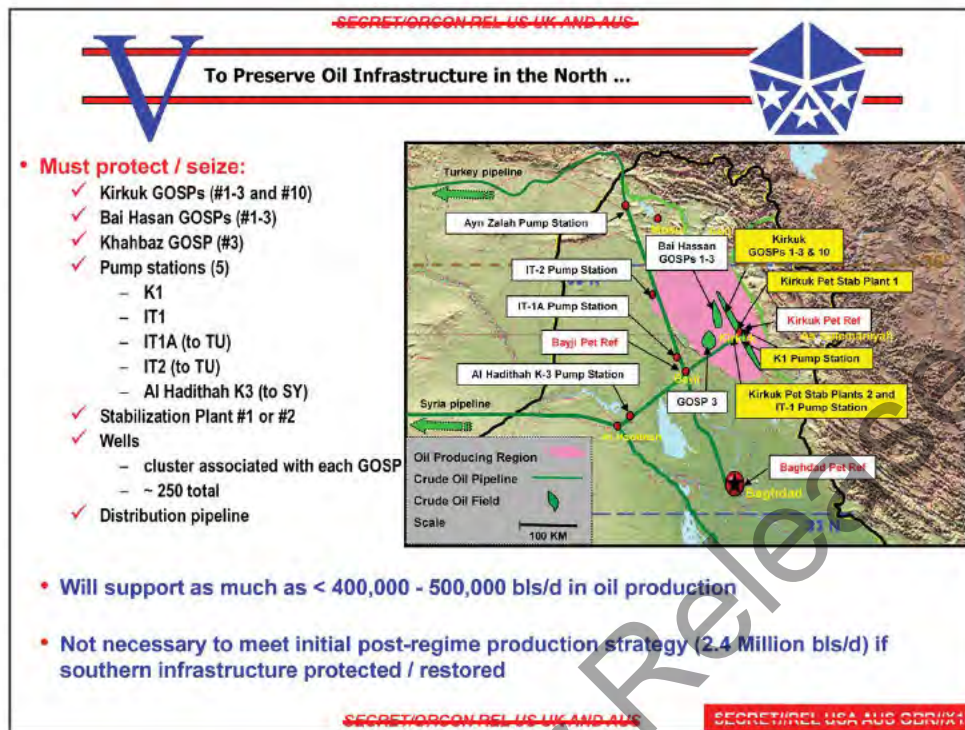 SECRET/ORCON REL US UK AND AUS
V
To Preserve Oil Infrastructure in the North ...
• Must protect / seize:
✓ Kirkuk GOSPs (#1-3 and #10)
✓ Bai Hasan GOSPs (#1-3)
✓ Khahbaz GOSP (#3)
✓ Pump stations (5)
– K1
– IT1
– IT1A (to TU)
– IT2 (to TU)
– Al Hadithah K3 (to SY)
✓ Stabilization Plant #1 or #2
✓ Wells
– cluster associated with each GOSP
– ~ 250 total
✓ Distribution pipeline
Turkey pipeline
Ayn Zalah Pump Station
Bai Hassan
GOSPs 1-3
Kirkuk
GOSPs 1-3 & 10
IT-2 Pump Station
Kirkuk Pet Stab Plant 1
IT-1A Pump Station
Kirkuk Pet Ref
Bayji Pet Ref
K1 Pump Station
Al Hadithah K-3 Pump Station
GOSP 3
Kirkuk Pet Stab Plants 2 and
IT-1 Pump Station
Syria pipeline
Baghdad Pet Ref
Baghdad
Oil Producing Region
Crude Oil Pipeline
Crude Oil Field
Scale
100 KM
• Will support as much as < 400,000 - 500,000 bls/d in oil production
• Not necessary to meet initial post-regime production strategy (2.4 Million bls/d) if
southern infrastructure protected / restored
SECRET/ORCON REL US UK AND AUS
SECRET//REL USA AUS GBR//X1